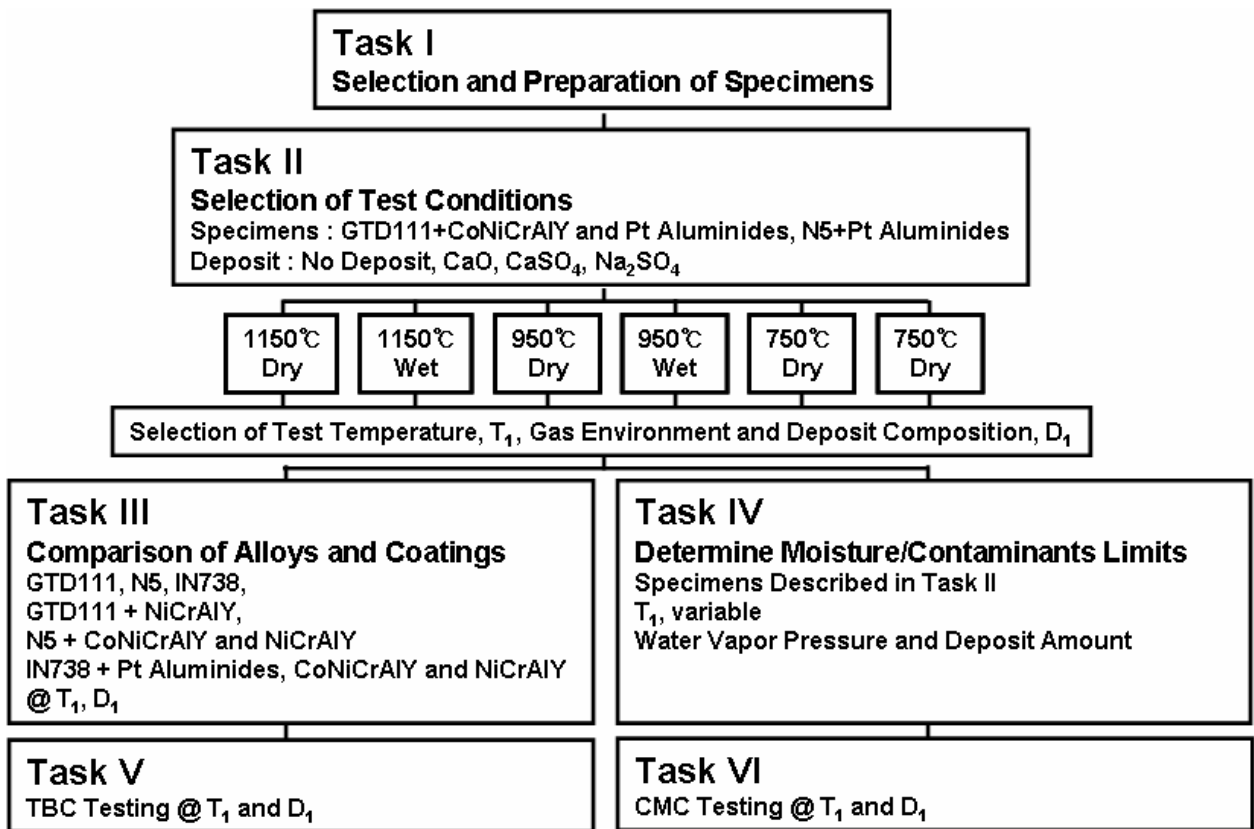 Task I
Selection and Preparation of Specimens
Task II
Selection of Test Conditions
Specimens : GTD111+CoNiCrAlY and Pt Aluminides, N5+Pt Aluminides
Deposit : No Deposit, CaO, CaSO₄, Na₂SO₄
1150℃
Dry
1150℃
Wet
950℃
Dry
950℃
Wet
750℃
Dry
750℃
Dry
Selection of Test Temperature, T₁, Gas Environment and Deposit Composition, D₁
Task III
Comparison of Alloys and Coatings
GTD111, N5, IN738,
GTD111 + NiCrAlY,
N5 + CoNiCrAlY and NiCrAlY
IN738 + Pt Aluminides, CoNiCrAlY and NiCrAlY
@ T₁, D₁
Task IV
Determine Moisture/Contaminants Limits
Specimens Described in Task II
T₁, variable
Water Vapor Pressure and Deposit Amount
Task V
TBC Testing @ T₁ and D₁
Task VI
CMC Testing @ T₁ and D₁